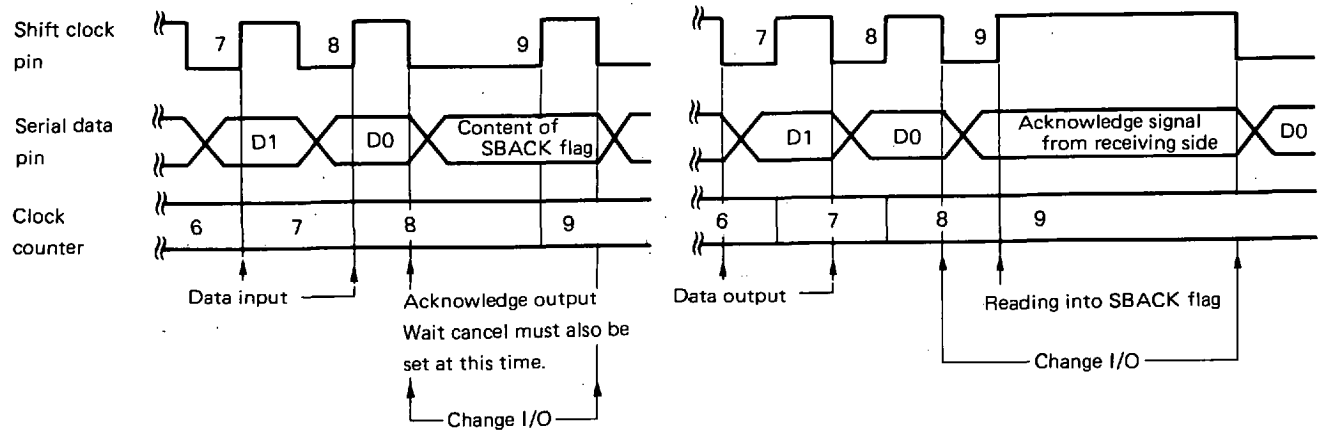 Shift clock
pin
7
8
9
7
8
9
Serial data
pin
D1
D0
Content of
SBACK flag
D1
D0
Acknowledge signal
from receiving side
D0
Clock
counter
6
7
8
9
6
7
8
9
Data input
Acknowledge output
Wait cancel must also be
set at this time.
Change I/O
Data output
Reading into SBACK flag
Change I/O